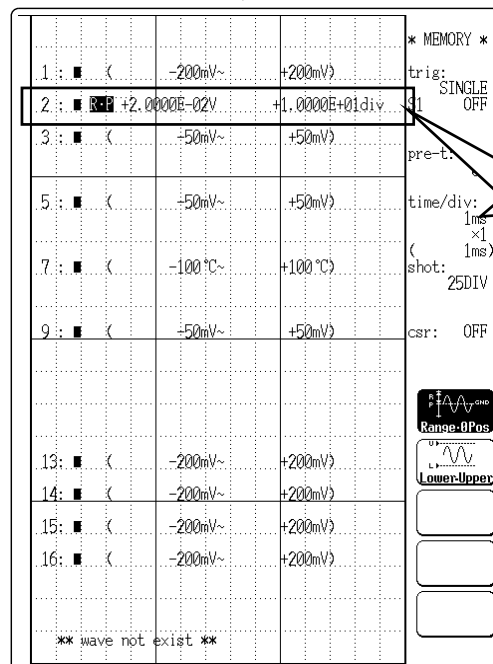 * MEMORY *
1 : ■ ( -200mV~ +200mV)
trig:
SINGLE
2 : ■ R·P +2.0000E-02V +1.0000E+01div
S1 OFF
3 : ■ ( -50mV~ +50mV)
pre-t:
5 : ■ ( -50mV~ +50mV)
time/div:
1ms
×1
( 1ms)
7 : ■ ( -100℃~ +100℃)
shot:
25DIV
9 : ■ ( -50mV~ +50mV)
csr: OFF
R
P
GND
Range·0Pos
U
L
Lower-Upper
13: ■ ( -200mV~ +200mV)
14: ■ ( -200mV~ +200mV)
15: ■ ( -200mV~ +200mV)
16: ■ ( -200mV~ +200mV)
** wave not exist **